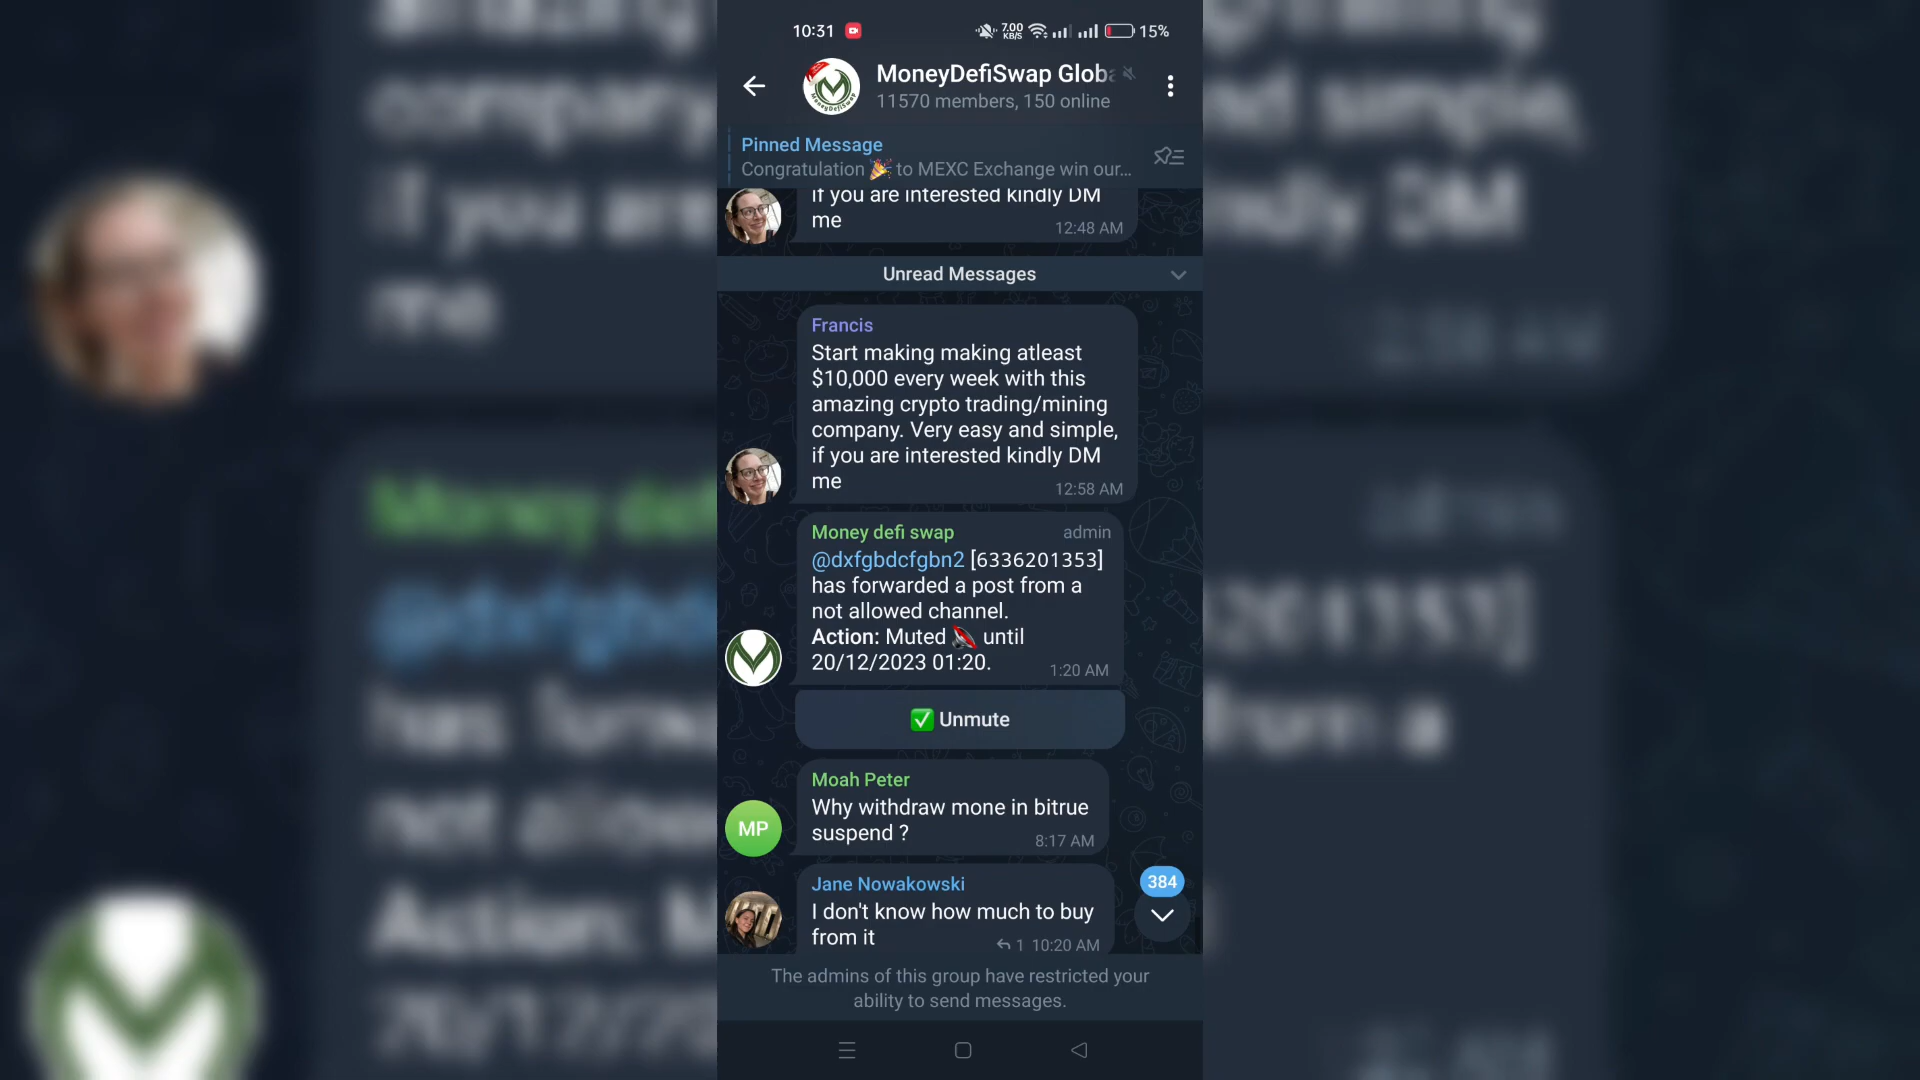 10:31
7.00
KB/S
15%
MoneyDefiSwap Globa
11570 members, 150 online
Pinned Message
Congratulation 🎉 to MEXC Exchange win our...
if you are interested kindly DM
me
12:48 AM
Unread Messages
Francis
Start making making atleast
$10,000 every week with this
amazing crypto trading/mining
company. Very easy and simple,
if you are interested kindly DM
me
12:58 AM
Money defi swap admin
@dxfgbdcfgbn2 [6336201353]
has forwarded a post from a
not allowed channel.
Action: Muted 🔇 until
20/12/2023 01:20.
1:20 AM
✅ Unmute
Moah Peter
MP
Why withdraw mone in bitrue
suspend ?
8:17 AM
Jane Nowakowski
I don't know how much to buy
from it
1 10:20 AM
384
The admins of this group have restricted your
ability to send messages.